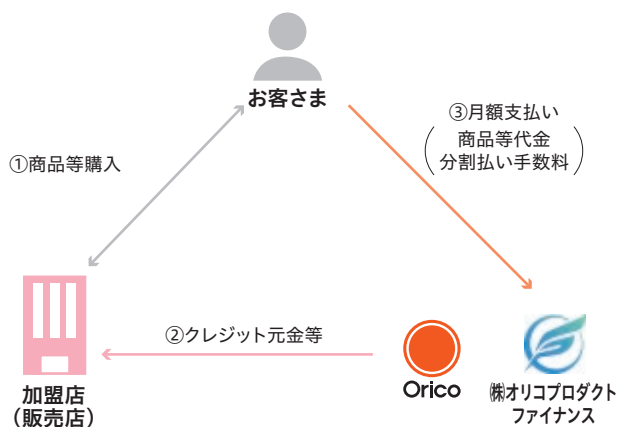 お客さま
③月額支払い
商品等代金
分割払い手数料
①商品等購入
②クレジット元金等
加盟店
（販売店）
Orico
㈱オリコプロダクト
ファイナンス